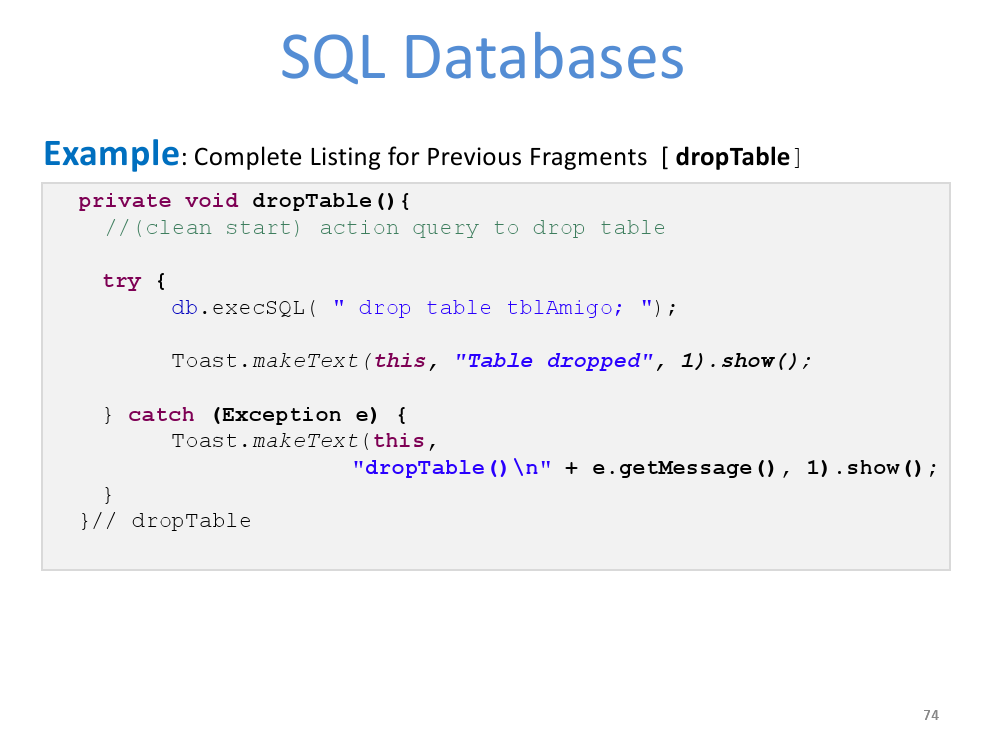 SQL Databases
Example: Complete Listing for Previous Fragments [ dropTable]
private void dropTable(){
//(clean start) action query to drop table
try {
db.execSQL( " drop table tblAmigo; ");
Toast.makeText(this, "Table dropped", 1).show();
} catch (Exception e) {
Toast.makeText(this,
"dropTable()\n" + e.getMessage(), 1).show();
}
}// dropTable
74